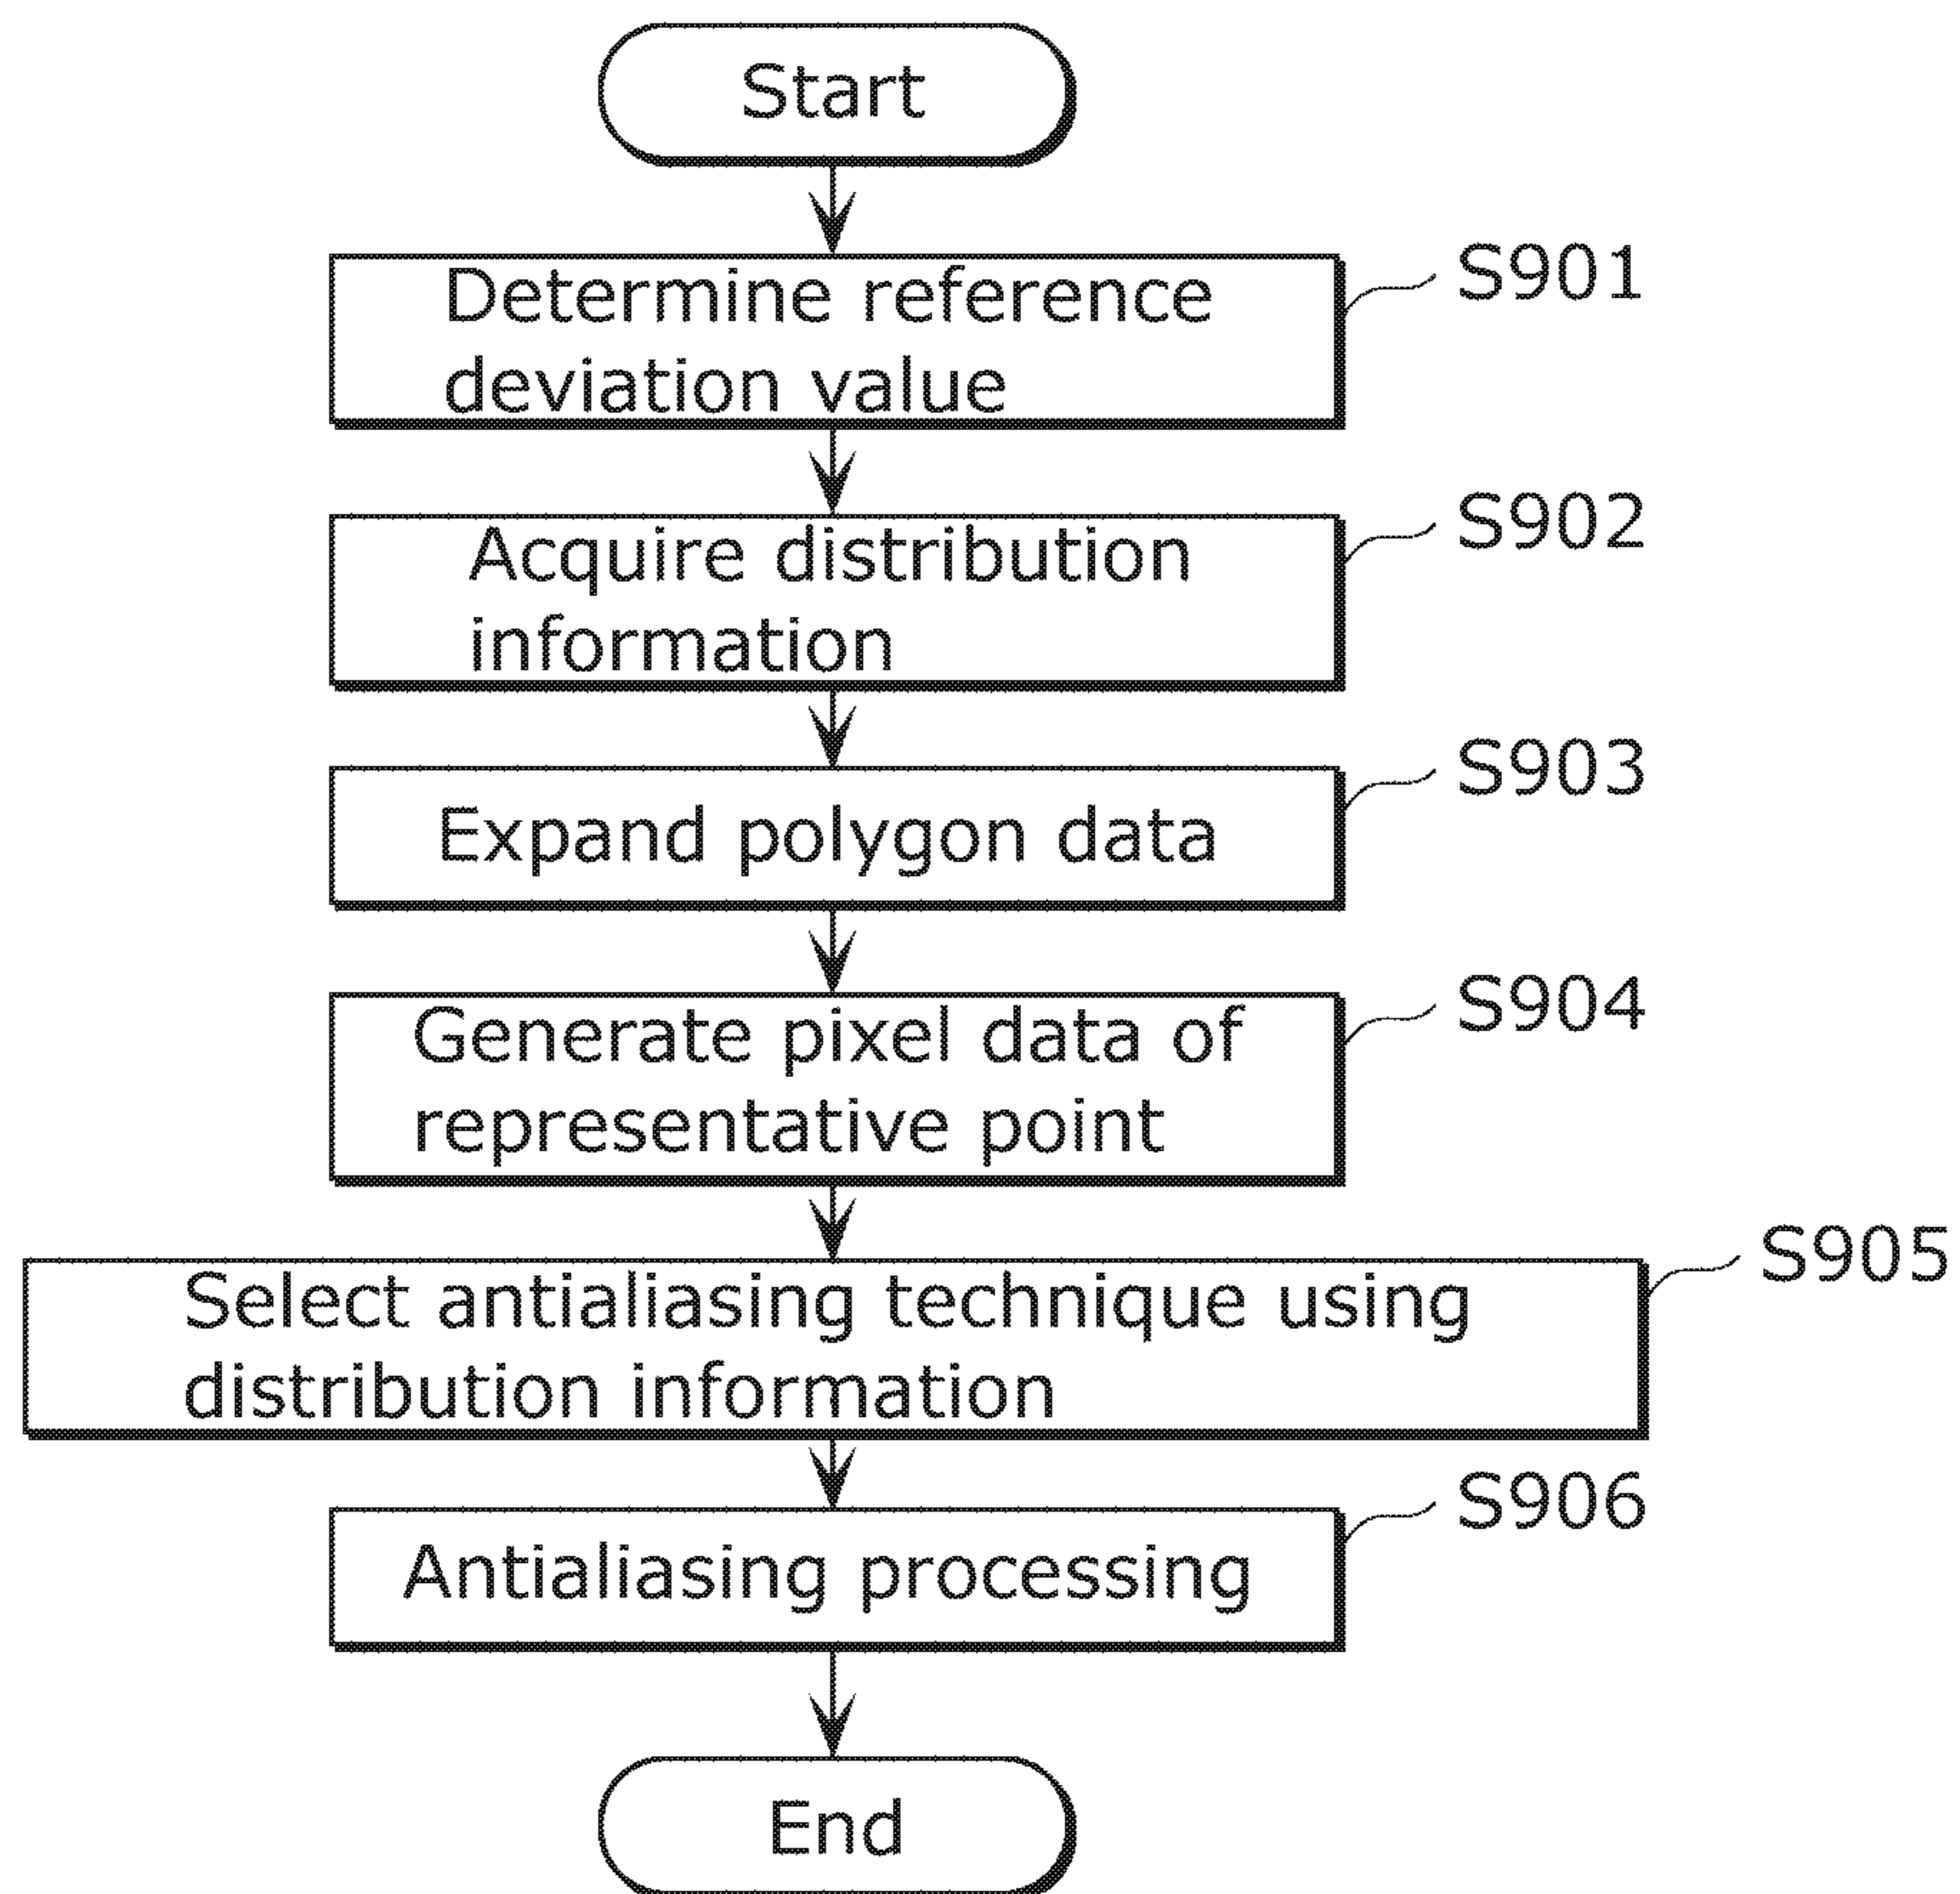 Start
Determine reference
deviation value
S901
Acquire distribution
information
S902
Expand polygon data
S903
Generate pixel data of
representative point
S904
Select antialiasing technique using
distribution information
S905
Antialiasing processing
S906
End